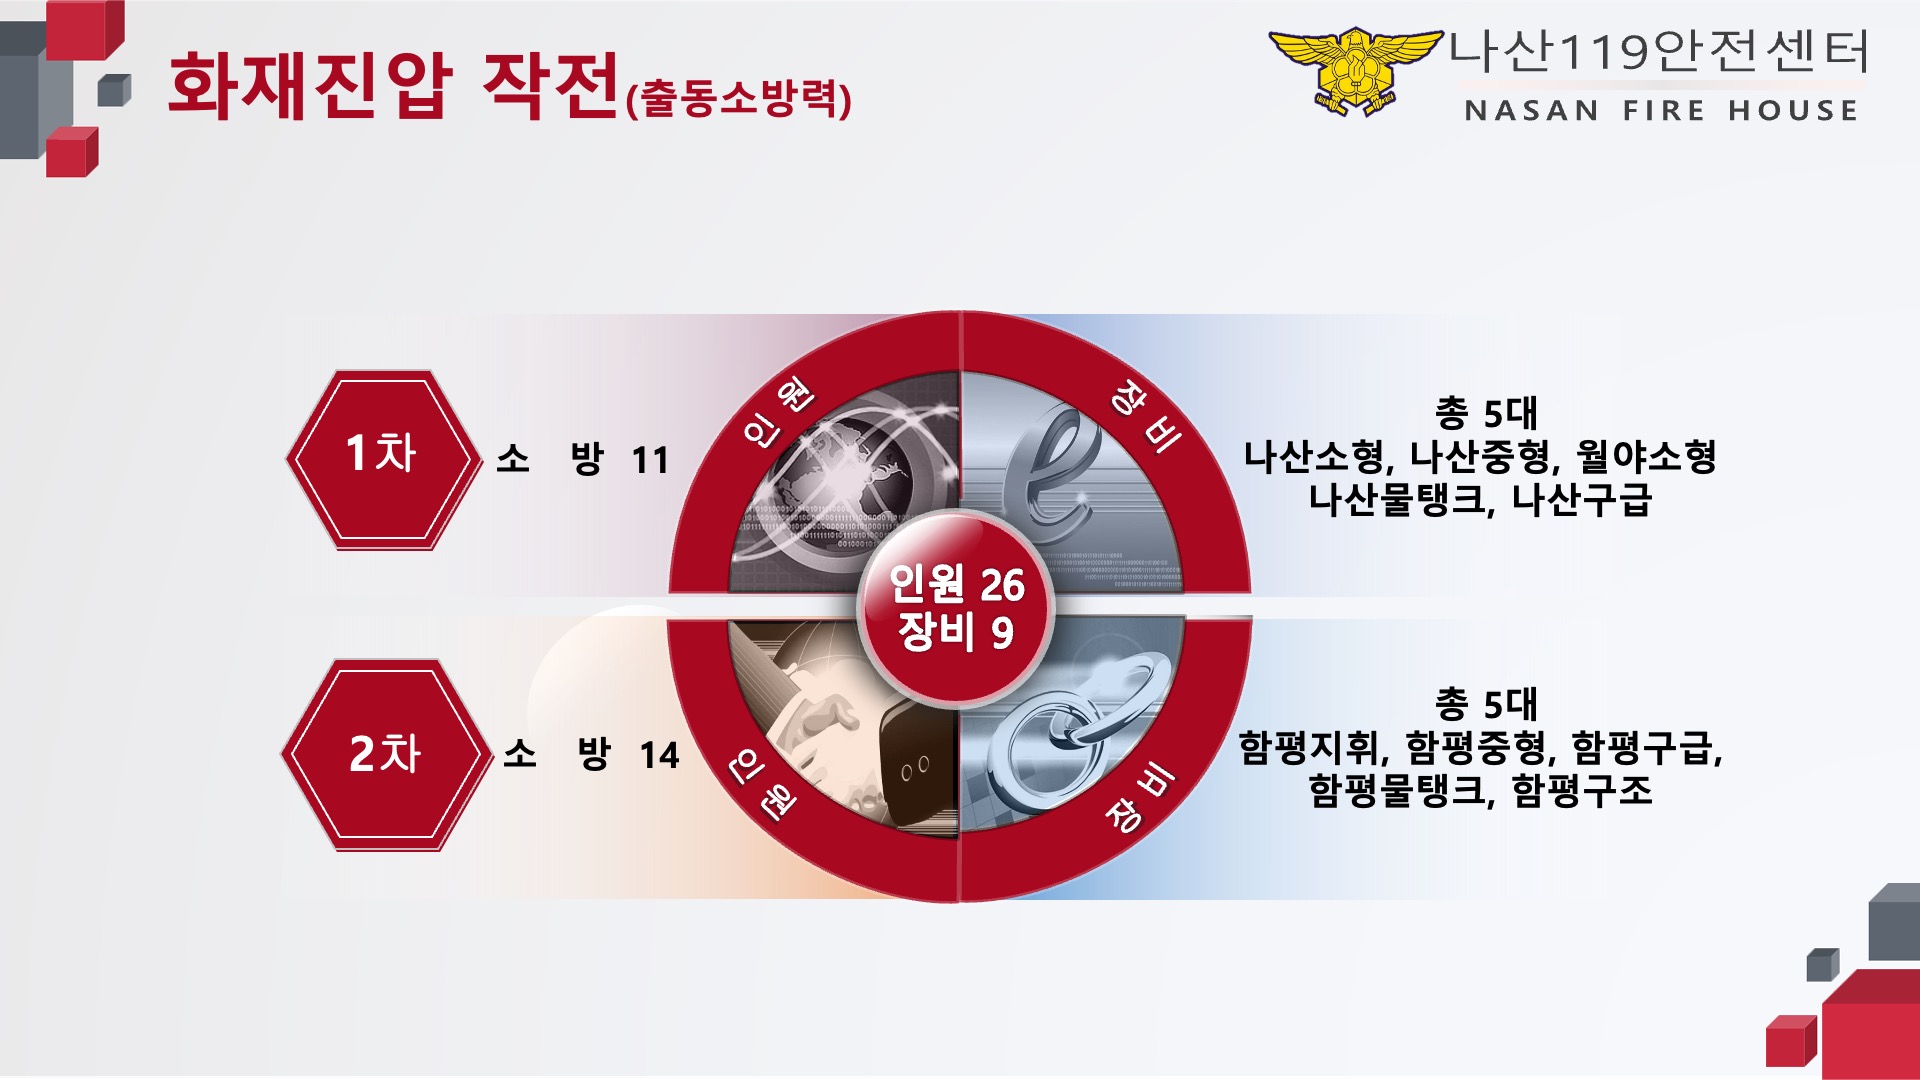 화재진압 작전(출동소방력)
나산119안전센터
NASAN FIRE HOUSE
1차
소 방 11
인원
장비
총 5대
나산소형, 나산중형, 월야소형
나산물탱크, 나산구급
인원 26
장비 9
2차
소 방 14
인원
장비
총 5대
함평지휘, 함평중형, 함평구급,
함평물탱크, 함평구조